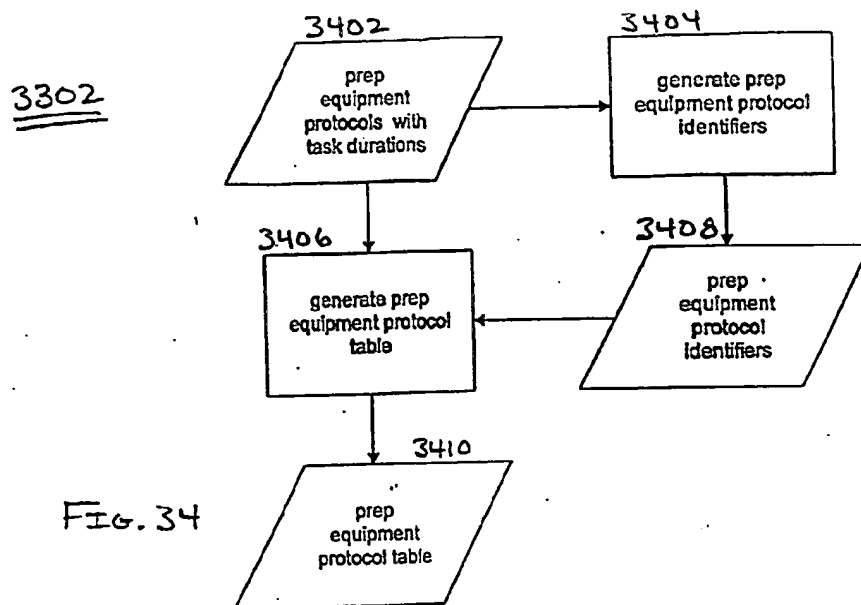 3302
3402
prep
equipment
protocols with
task durations
3404
generate prep
equipment protocol
identifiers
3406
generate prep
equipment protocol
table
3408
prep
equipment
protocol
identifiers
3410
prep
equipment
protocol table
FIG. 34